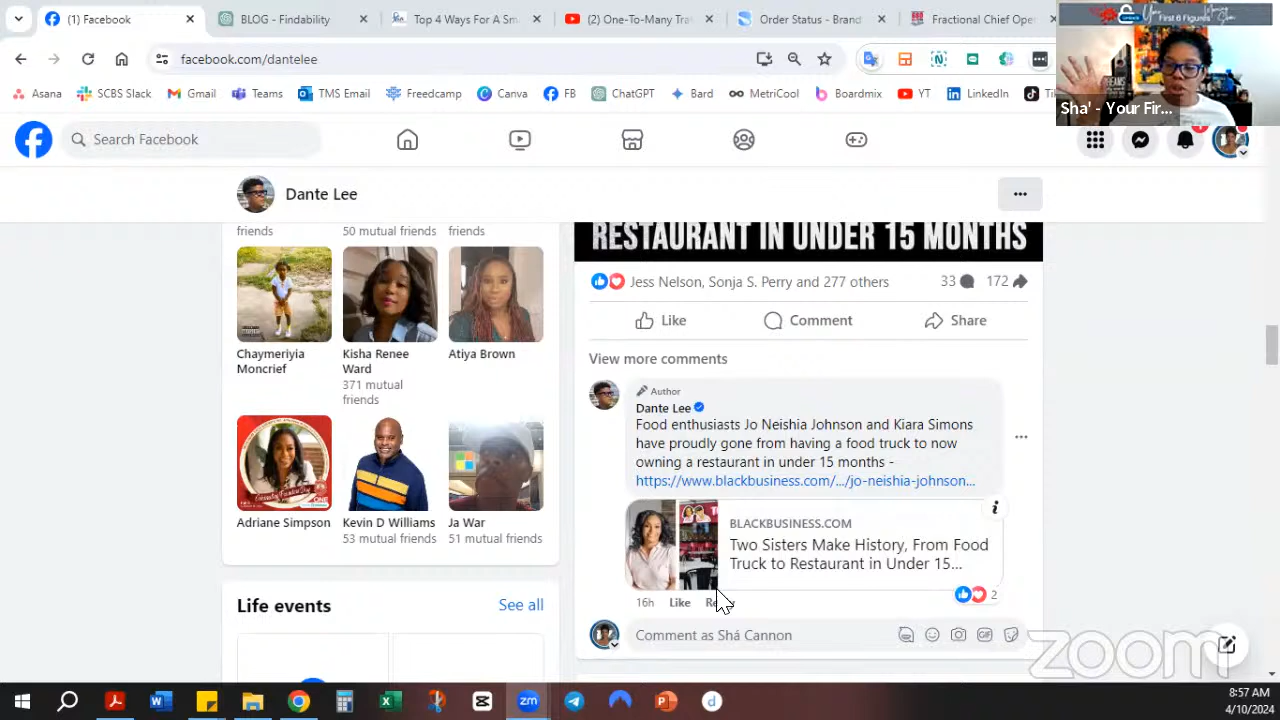 (1) Facebook
BLOG - Findability
Top 4 Ways For A Sm
(2) One-To-Many Tra
Order Status - Brand
Fractional Chief Oper
facebook.com/dantelee
Your
First 6 Figures
Morning Show
Asana
SCBS Slack
Gmail
Teams
TMS Email
Canva
FB
ChatGPT
Bard
MetriCool
Boardmix
YT
LinkedIn
Sha' - Your Fir...
Search Facebook
Dante Lee
friends
50 mutual friends
friends
Chaymeriyia
Moncrief
Kisha Renee
Ward
371 mutual
friends
Atiya Brown
Adriane Simpson
Kevin D Williams
53 mutual friends
Ja War
51 mutual friends
Life events
See all
RESTAURANT IN UNDER 15 MONTHS
Jess Nelson, Sonja S. Perry and 277 others
33
172
Like
Comment
Share
View more comments
Author
Dante Lee
Food enthusiasts Jo Neishia Johnson and Kiara Simons
have proudly gone from having a food truck to now
owning a restaurant in under 15 months -
https://www.blackbusiness.com/.../jo-neishia-johnson...
BLACKBUSINESS.COM
Two Sisters Make History, From Food
Truck to Restaurant in Under 15...
16h
Like
2
Comment as Shá Cannon
GIF
zoom
8:57 AM
4/10/2024